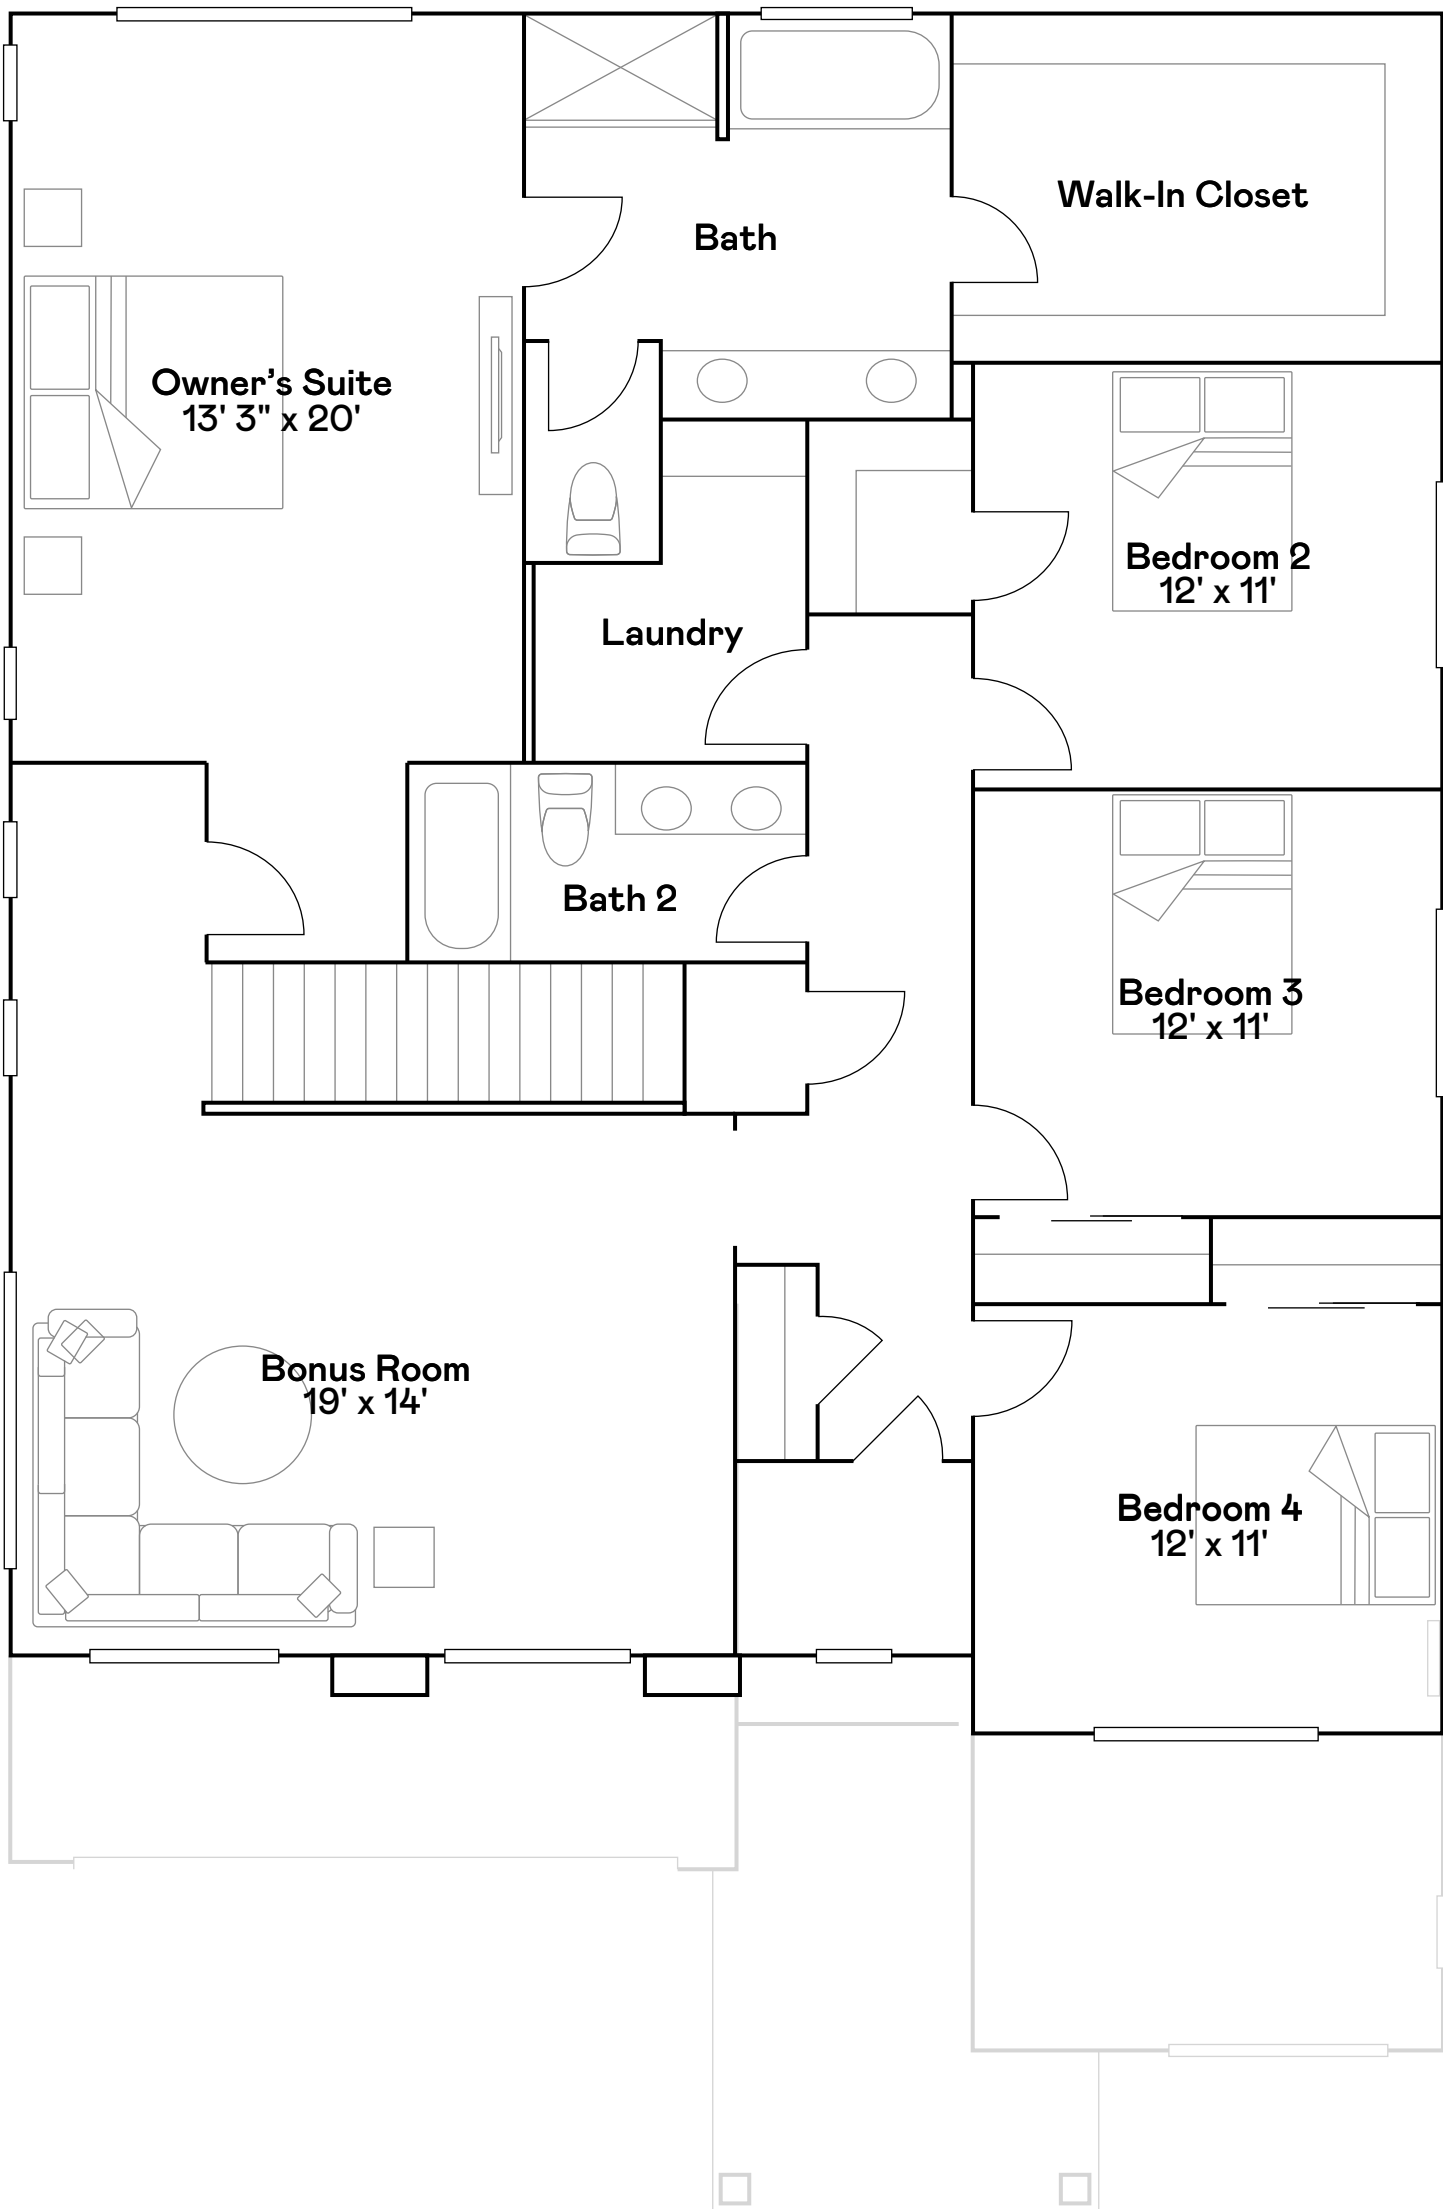 Walk-In Closet
Bath
Owner’s Suite
13' 3" x 20'
Bedroom 2
12' x 11'
Laundry
Bath 2
Bedroom 3
12' x 11'
Bonus Room
19' x 14'
Bedroom 4
12' x 11'